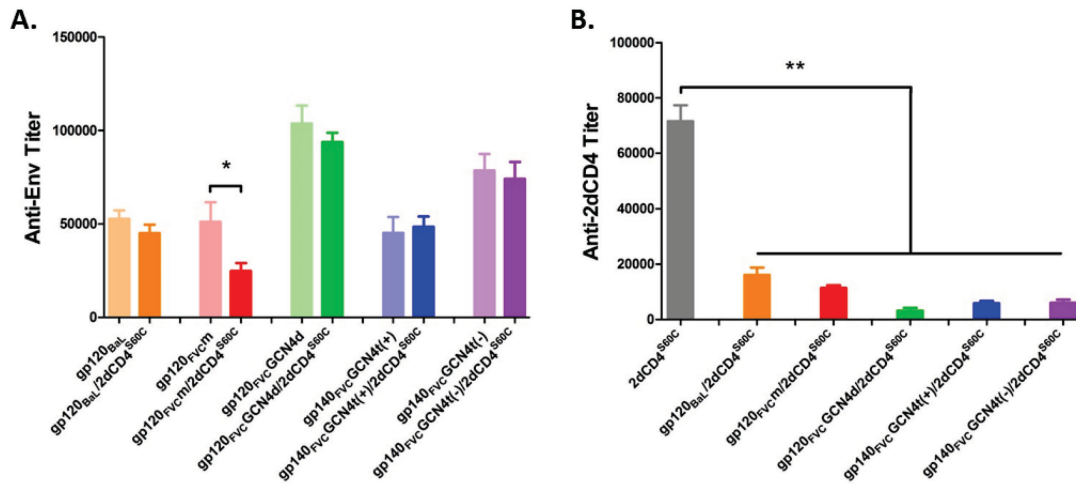 A.
Anti-Env Titer
150000
100000
50000
0
*
gp120BaL
gp120BaL/2dCD4S60C
gp120FVCm
gp120FVCm/2dCD4S60C
gp120FVCGCN4d
gp120FVCGCN4d/2dCD4S60C
gp140FVCGCN4t(+)
gp140FVCGCN4t(+)/2dCD4S60C
gp140FVCGCN4t(-)
gp140FVCGCN4t(-)/2dCD4S60C
B.
Anti-2dCD4 Titer
100000
80000
60000
40000
20000
0
**
2dCD4S60C
gp120BaL/2dCD4S60C
gp120FVCm/2dCD4S60C
gp120FVCGCN4d/2dCD4S60C
gp140FVCGCN4t(+)/2dCD4S60C
gp140FVCGCN4t(-)/2dCD4S60C